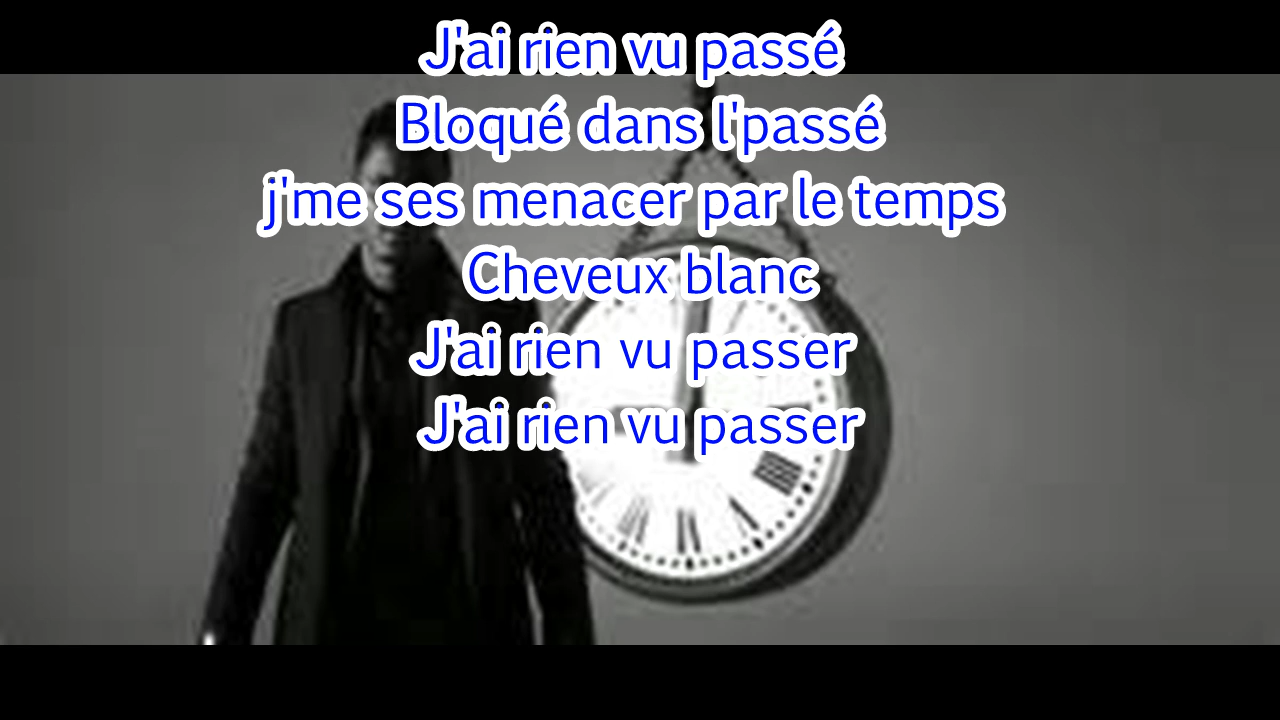 J'ai rien vu passé
Bloqué dans l'passé
j'me ses menacer par le temps
Cheveux blanc
J'ai rien vu passer
J'ai rien vu passer